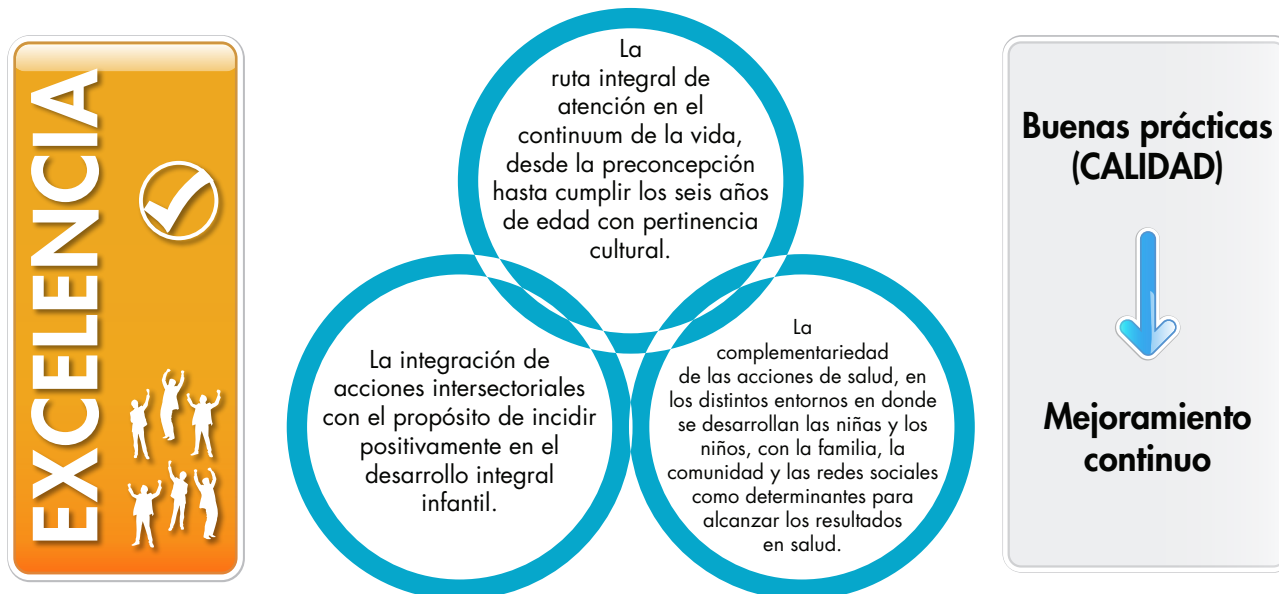 EXCELENCIA
La
ruta integral de
atención en el
continuum de la vida,
desde la preconcepción
hasta cumplir los seis años
de edad con pertinencia
cultural.
La integración de
acciones intersectoriales
con el propósito de incidir
positivamente en el
desarrollo integral
infantil.
La
complementariedad
de las acciones de salud, en
los distintos entornos en donde
se desarrollan las niñas y los
niños, con la familia, la
comunidad y las redes sociales
como determinantes para
alcanzar los resultados
en salud.
Buenas prácticas
(CALIDAD)
Mejoramiento
continuo